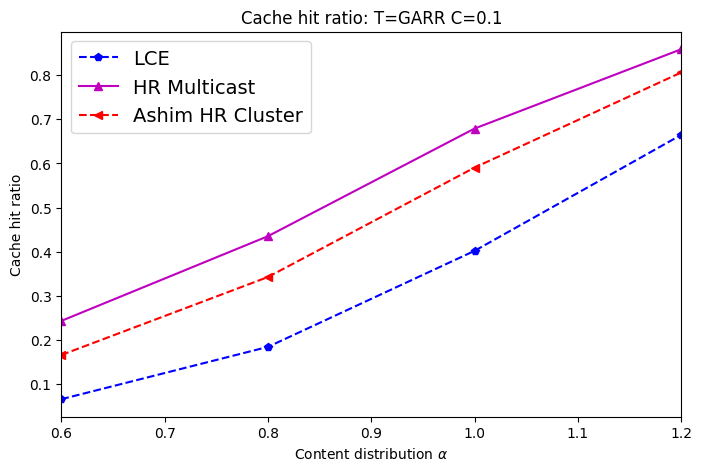 Cache hit ratio: T=GARR C=0.1
LCE
HR Multicast
Ashim HR Cluster
Cache hit ratio
0.8
0.7
0.6
0.5
0.4
0.3
0.2
0.1
0.6 0.7 0.8 0.9 1.0 1.1 1.2
Content distribution α